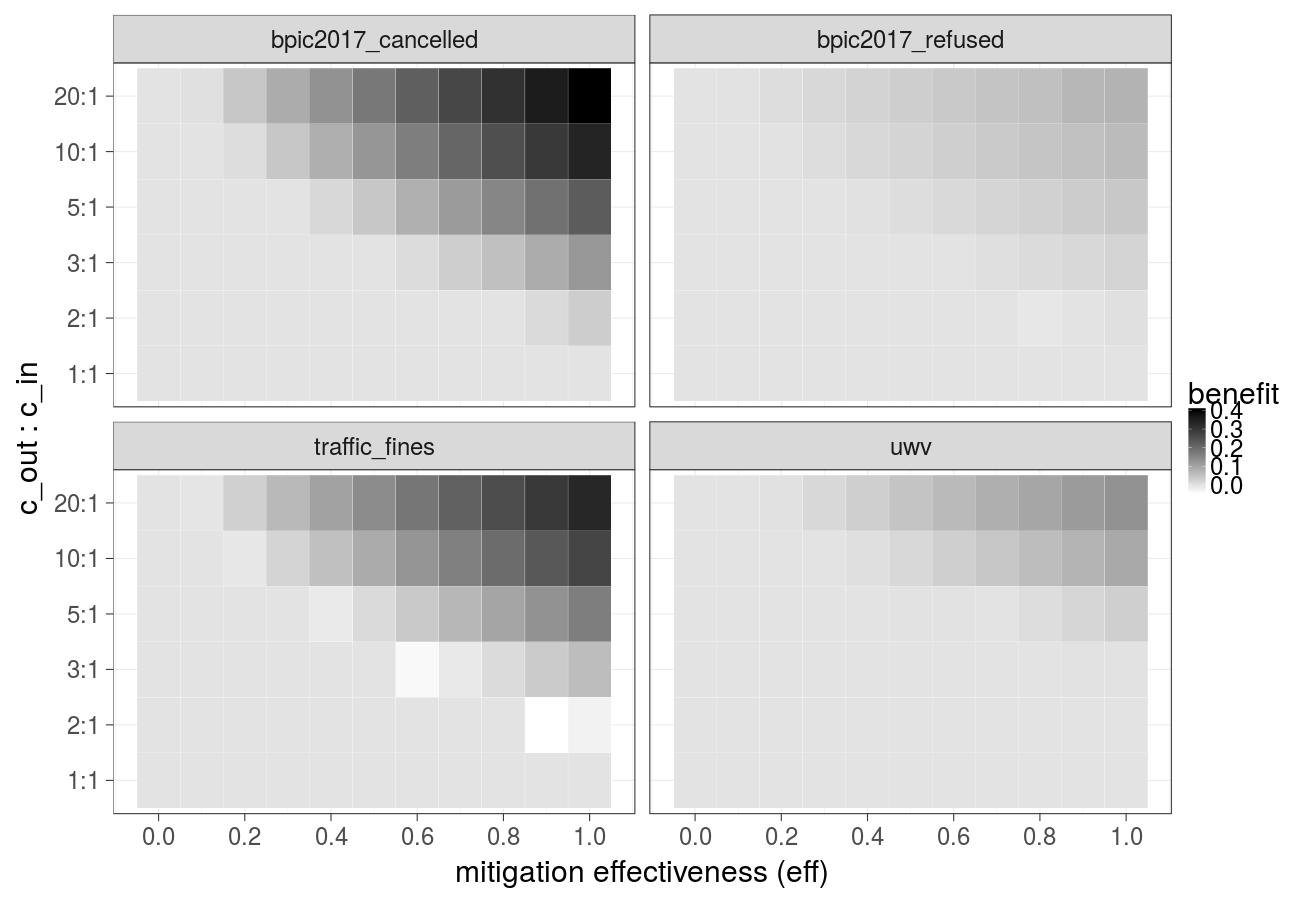 bpic2017_cancelled
bpic2017_refused
20:1
10:1
5:1
3:1
2:1
1:1
traffic_fines
uwv
20:1
10:1
5:1
3:1
2:1
1:1
0.0 0.2 0.4 0.6 0.8 1.0
0.0 0.2 0.4 0.6 0.8 1.0
mitigation effectiveness (eff)
c_out : c_in
benefit
0.4
0.3
0.2
0.1
0.0